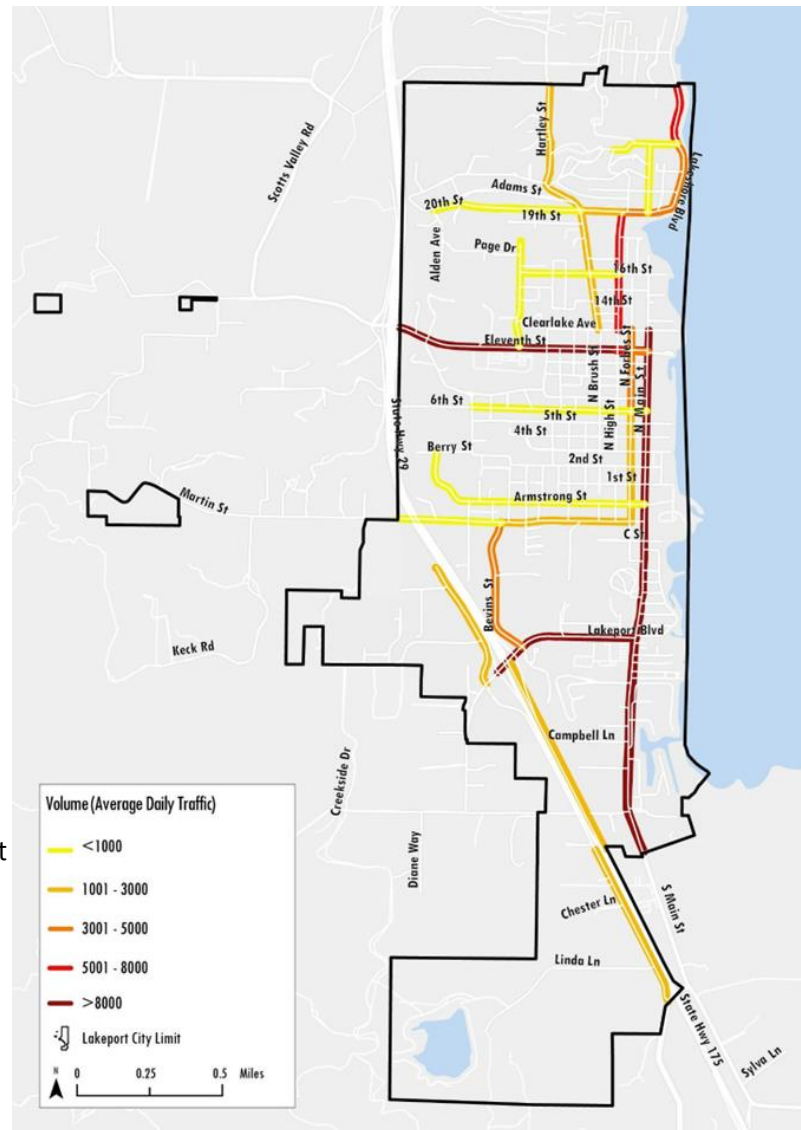 Scotts Valley Rd
Hartley St
Lakeshore Blvd
Adams St
20th St
19th St
Alden Ave
Page Dr
16th St
14th St
Clearlake Ave
Eleventh St
N Brush St
N Forbes St
N Main St
N High St
State Hwy 29
6th St
5th St
4th St
Berry St
2nd St
1st St
Martin St
Armstrong St
C St
Bevins St
Lakeport Blvd
Keck Rd
Campbell Ln
Creekside Dr
Diane Way
Chester Ln
S Main St
Linda Ln
State Hwy 175
Sylva Ln
t
Volume (Average Daily Traffic)
<1000
1001 - 3000
3001 - 5000
5001 - 8000
>8000
Lakeport City Limit
N
0 0.25 0.5 Miles